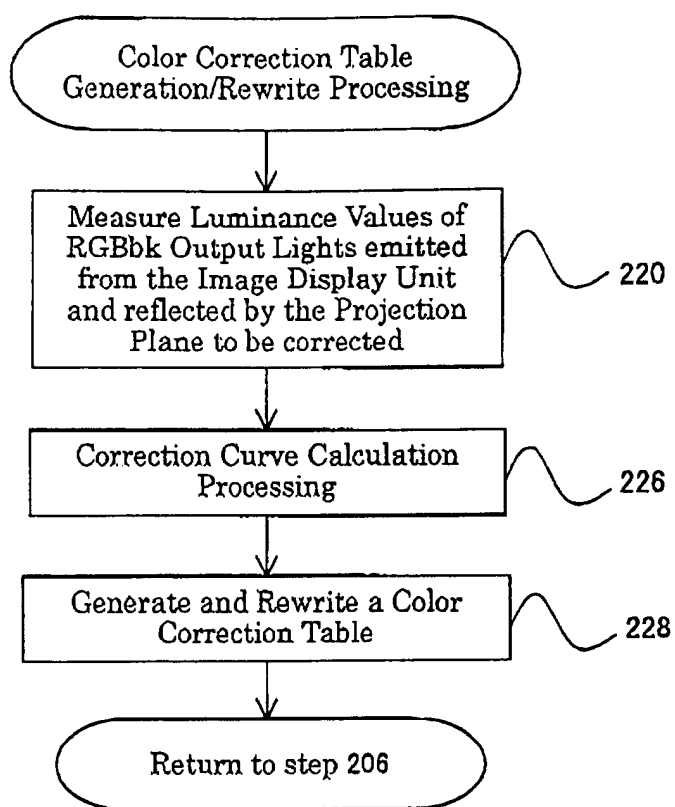 Color Correction Table
Generation/Rewrite Processing
Measure Luminance Values of
RGBbk Output Lights emitted
from the Image Display Unit
and reflected by the Projection
Plane to be corrected
220
Correction Curve Calculation
Processing
226
Generate and Rewrite a Color
Correction Table
228
Return to step 206